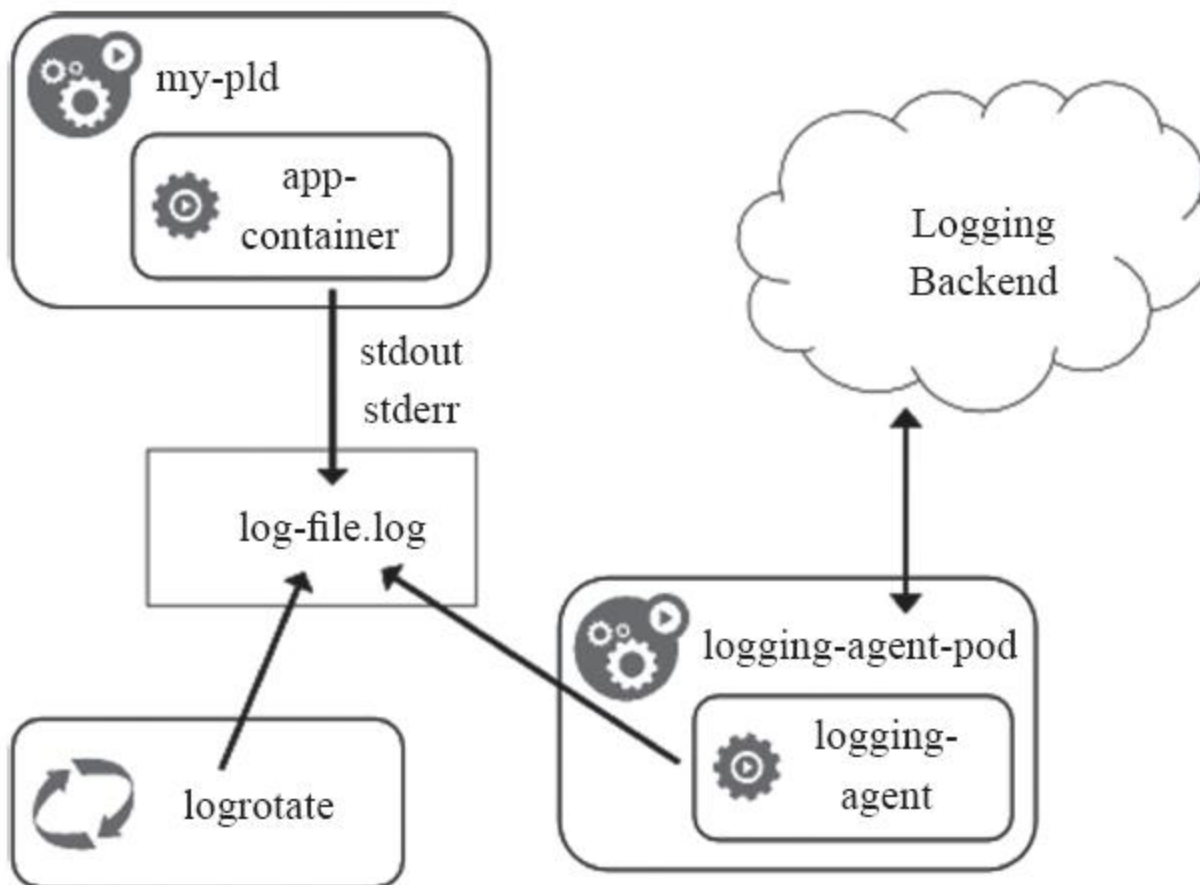 my-pld
app-
container
stdout
stderr
log-file.log
Logging
Backend
logging-agent-pod
logging-
agent
logrotate